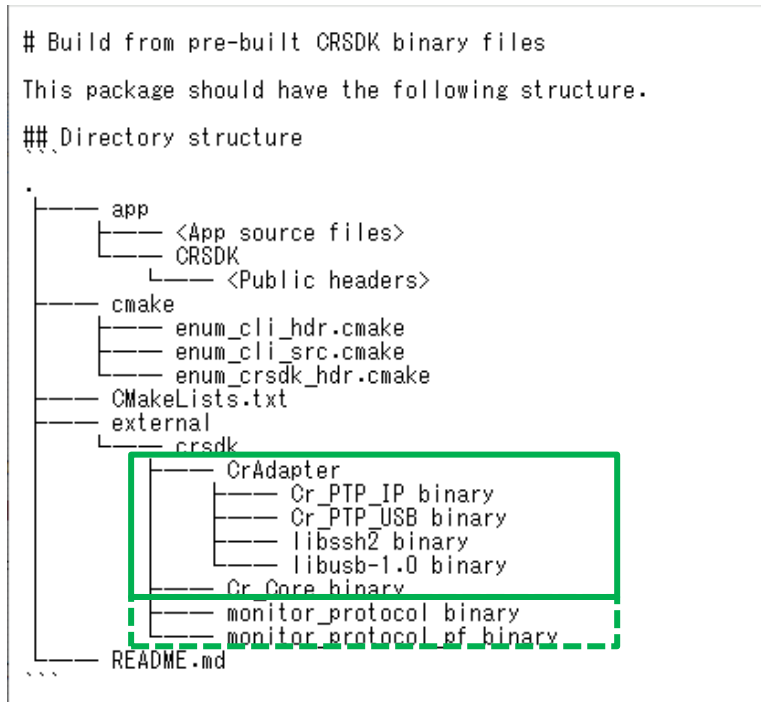 # Build from pre-built CRSDK binary files
This package should have the following structure.
## Directory structure
```
.
├─── app
│    ├─── <App source files>
│    └─── CRSDK
│         └─── <Public headers>
├─── cmake
│    ├─── enum_cli_hdr.cmake
│    ├─── enum_cli_src.cmake
│    └─── enum_crsdk_hdr.cmake
├─── CMakeLists.txt
├─── external
│    └─── crsdk
│         ├─── CrAdapter
│         │    ├─── Cr_PTP_IP binary
│         │    ├─── Cr_PTP_USB binary
│         │    ├─── libssh2 binary
│         │    └─── libusb-1.0 binary
│         ├─── Cr_Core binary
│         ├─── monitor_protocol binary
│         └─── monitor_protocol_pf binary
└─── README.md
```